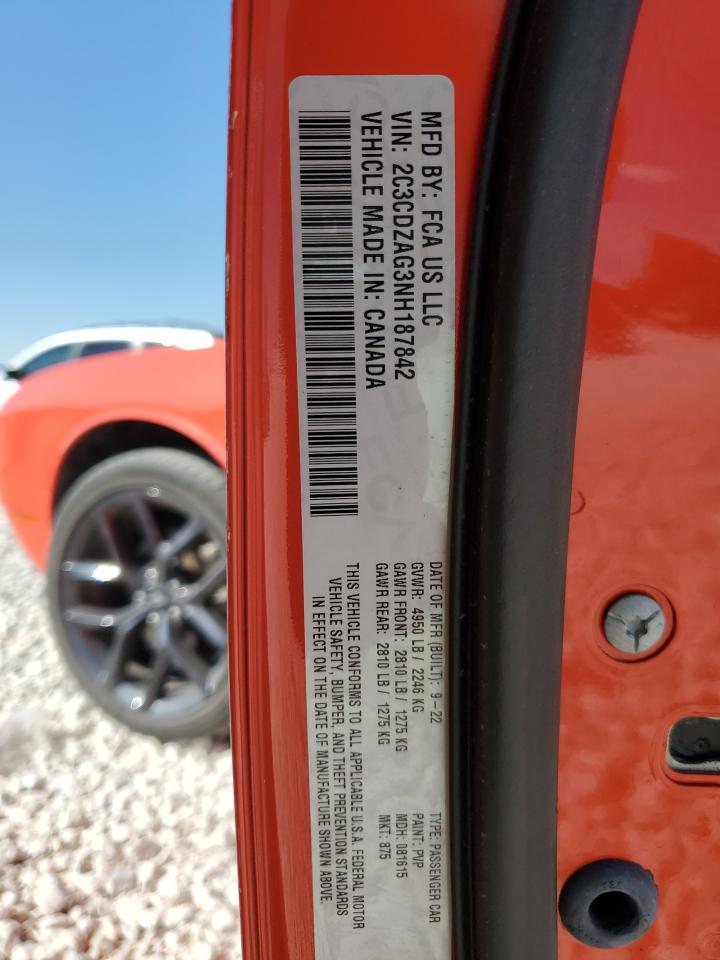 MFD BY: FCA US LLC
VIN: 2C3CDZAG3NH187842
VEHICLE MADE IN: CANADA
DATE OF MFR (BUILT): 9-22
GVWR: 4950 LB / 2246 KG
GAWR FRONT: 2810 LB / 1275 KG
GAWR REAR: 2810 LB / 1275 KG
TYPE: PASSENGER CAR
PAINT: PVP
MDH: 081615
MKT: 875
THIS VEHICLE CONFORMS TO ALL APPLICABLE U.S.A. FEDERAL MOTOR
VEHICLE SAFETY, BUMPER, AND THEFT PREVENTION STANDARDS
IN EFFECT ON THE DATE OF MANUFACTURE SHOWN ABOVE.